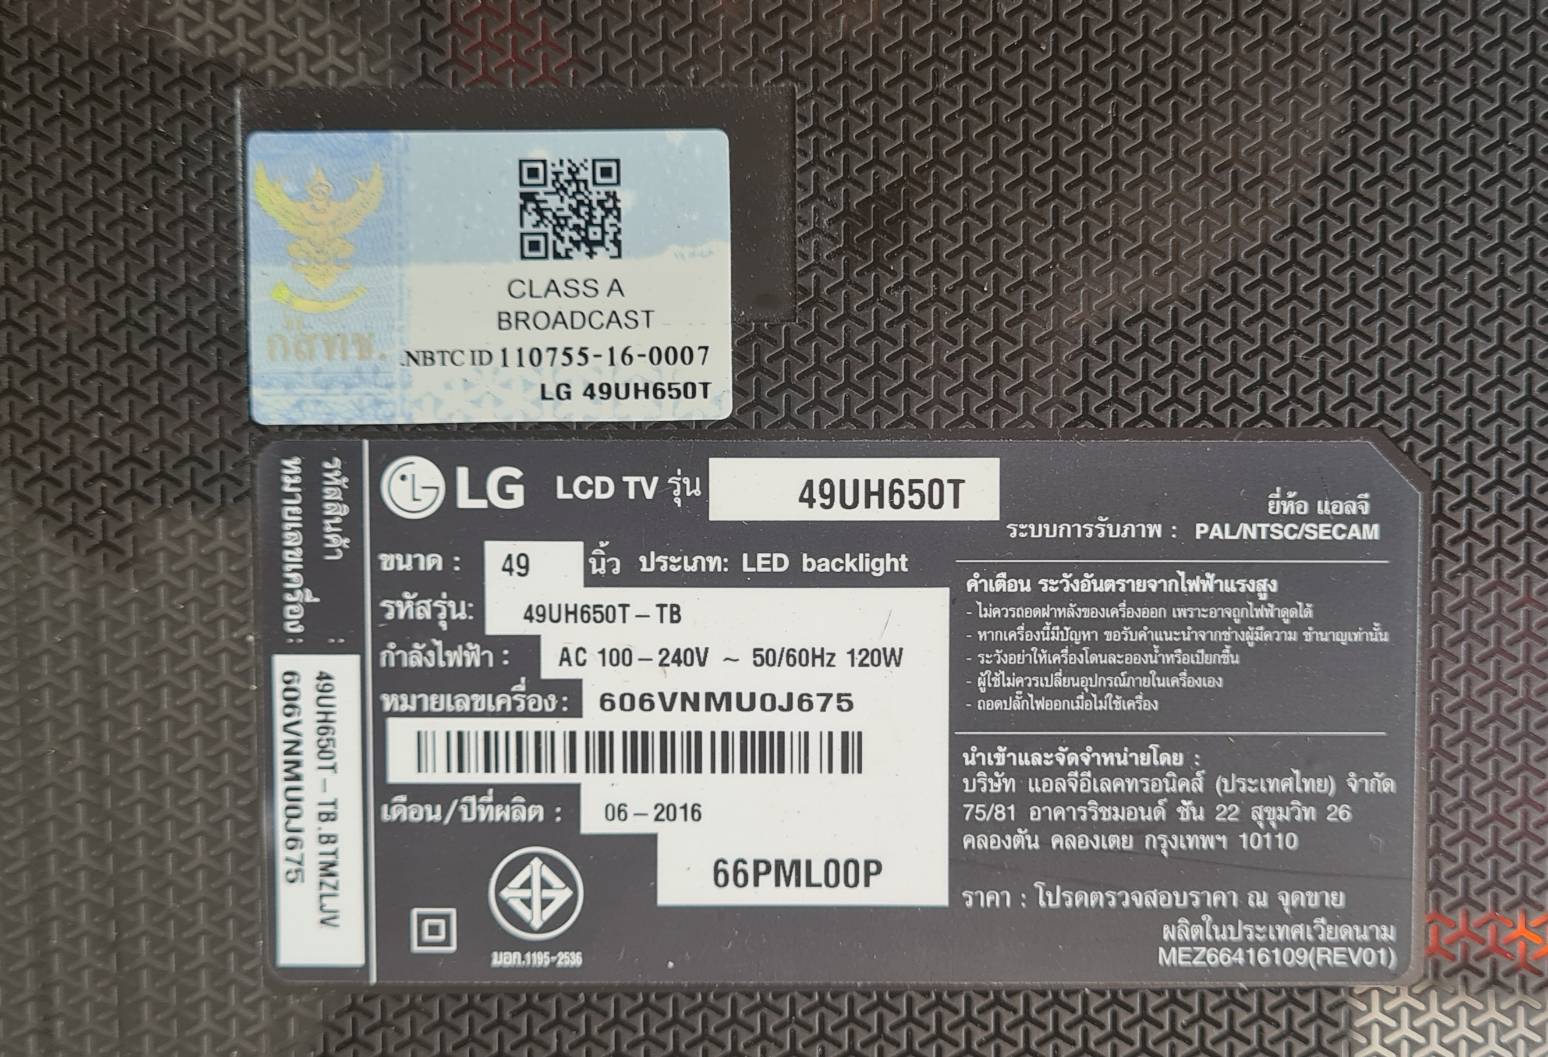 กสทช.
CLASS A
BROADCAST
NBTC ID 110755-16-0007
LG 49UH650T
รหัสสินค้า :
หมายเลขเครื่อง :
49UH650T-TB.BTMZLJV
606VNMU0J675
LG LCD TV รุ่น 49UH650T
ยี่ห้อ แอลจี
ระบบการรับภาพ : PAL/NTSC/SECAM
ขนาด : 49 นิ้ว ประเภท: LED backlight
รหัสรุ่น: 49UH650T-TB
กำลังไฟฟ้า : AC 100-240V ~ 50/60Hz 120W
หมายเลขเครื่อง: 606VNMU0J675
เดือน/ปีที่ผลิต : 06-2016
66PML00P
มอก.1195-2536
คำเตือน ระวังอันตรายจากไฟฟ้าแรงสูง
- ไม่ควรถอดฝาหลังของเครื่องออก เพราะอาจถูกไฟฟ้าดูดได้
- หากเครื่องนี้มีปัญหา ขอรับคำแนะนำจากช่างผู้มีความ ชำนาญเท่านั้น
- ระวังอย่าให้เครื่องโดนละอองน้ำหรือเปียกชื้น
- ผู้ใช้ไม่ควรเปลี่ยนอุปกรณ์ภายในเครื่องเอง
- ถอดปลั๊กไฟออกเมื่อไม่ใช้เครื่อง
นำเข้าและจัดจำหน่ายโดย :
บริษัท แอลจีอีเลคทรอนิคส์ (ประเทศไทย) จำกัด
75/81 อาคารริชมอนด์ ชั้น 22 สุขุมวิท 26
คลองตัน คลองเตย กรุงเทพฯ 10110
ราคา : โปรดตรวจสอบราคา ณ จุดขาย
ผลิตในประเทศเวียดนาม
MEZ66416109(REV01)